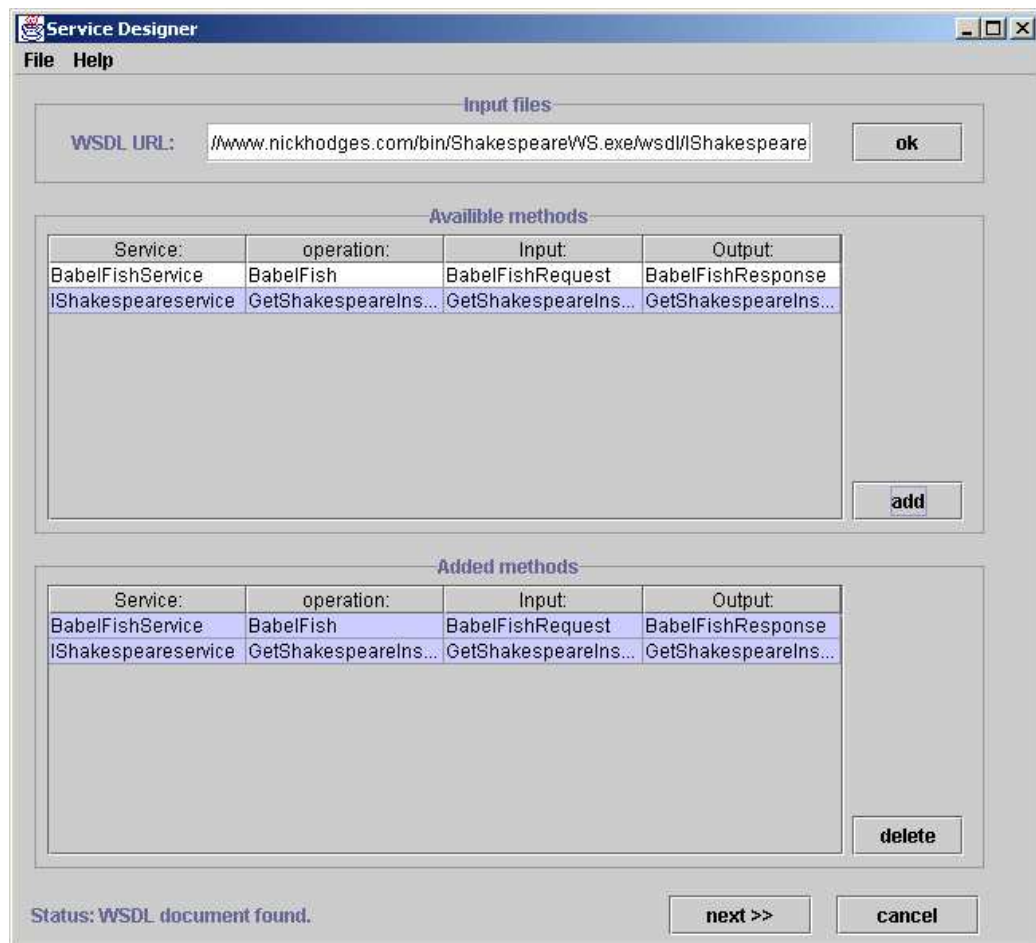 Service Designer
File Help
Input files
WSDL URL: //www.nickhodges.com/bin/ShakespeareWS.exe/wsdl/IShakespeare ok
Availible methods
Service: operation: Input: Output:
BabelFishService BabelFish BabelFishRequest BabelFishResponse
IShakespeareservice GetShakespeareIns... GetShakespeareIns... GetShakespeareIns...
add
Added methods
Service: operation: Input: Output:
BabelFishService BabelFish BabelFishRequest BabelFishResponse
IShakespeareservice GetShakespeareIns... GetShakespeareIns... GetShakespeareIns...
delete
Status: WSDL document found. next >> cancel